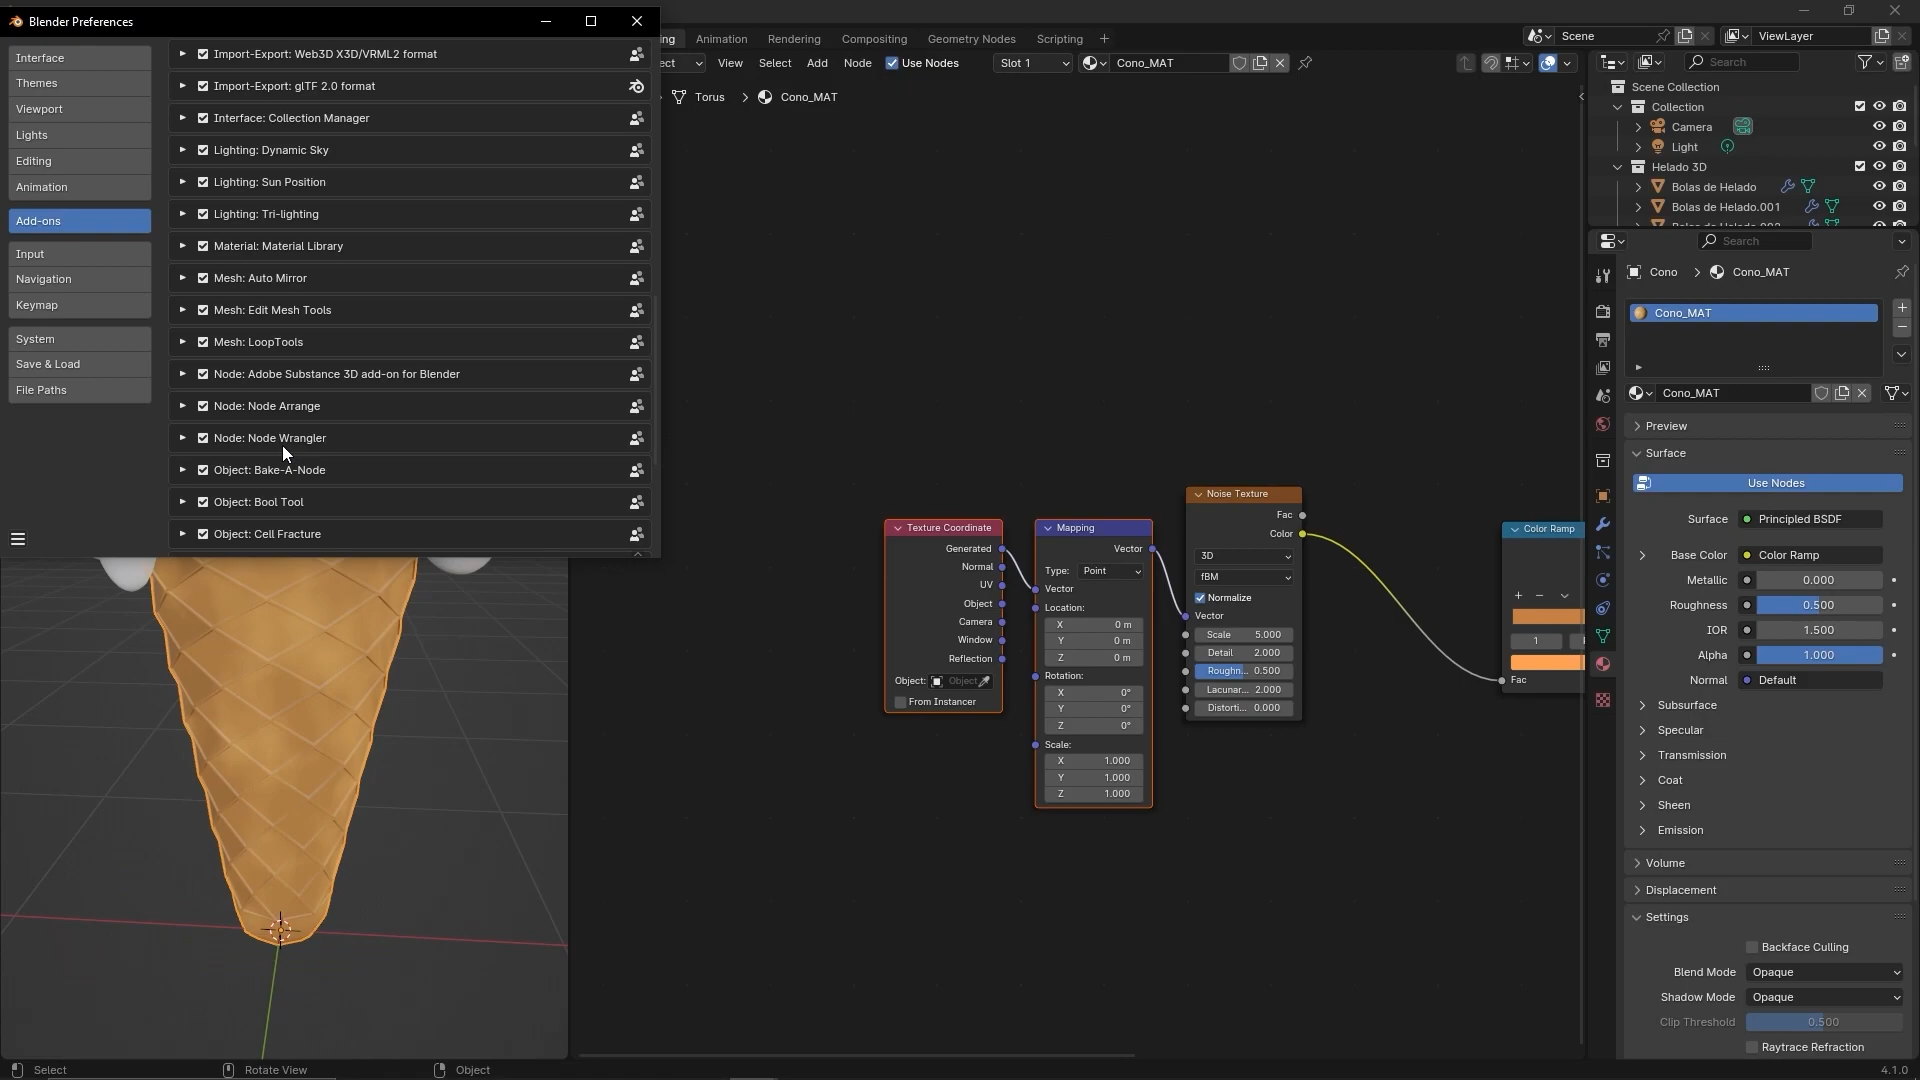 Blender Preferences
Interface
Themes
Viewport
Lights
Editing
Animation
Add-ons
Input
Navigation
Keymap
System
Save & Load
File Paths
Import-Export: Web3D X3D/VRML2 format
Import-Export: glTF 2.0 format
Interface: Collection Manager
Lighting: Dynamic Sky
Lighting: Sun Position
Lighting: Tri-lighting
Material: Material Library
Mesh: Auto Mirror
Mesh: Edit Mesh Tools
Mesh: LoopTools
Node: Adobe Substance 3D add-on for Blender
Node: Node Arrange
Node: Node Wrangler
Object: Bake-A-Node
Object: Bool Tool
Object: Cell Fracture
ing Animation Rendering Compositing Geometry Nodes Scripting
Scene ViewLayer
ect View Select Add Node Use Nodes Slot 1 Cono_MAT
Torus Cono_MAT
Texture Coordinate
Generated
Normal
UV
Object
Camera
Window
Reflection
Object: Object
From Instancer
Mapping
Vector
Type: Point
Vector
Location:
X 0 m
Y 0 m
Z 0 m
Rotation:
X 0°
Y 0°
Z 0°
Scale:
X 1.000
Y 1.000
Z 1.000
Noise Texture
Fac
Color
3D
fBM
Normalize
Vector
Scale 5.000
Detail 2.000
Roughn... 0.500
Lacunar... 2.000
Distorti... 0.000
Color Ramp
1
Fac
Search
Scene Collection
Collection
Camera
Light
Helado 3D
Bolas de Helado
Bolas de Helado.001
Search
Cono Cono_MAT
Cono_MAT
Cono_MAT
Preview
Surface
Use Nodes
Surface Principled BSDF
Base Color Color Ramp
Metallic 0.000
Roughness 0.500
IOR 1.500
Alpha 1.000
Normal Default
Subsurface
Specular
Transmission
Coat
Sheen
Emission
Volume
Displacement
Settings
Backface Culling
Blend Mode Opaque
Shadow Mode Opaque
Clip Threshold 0.500
Raytrace Refraction
Select Rotate View Object 4.1.0